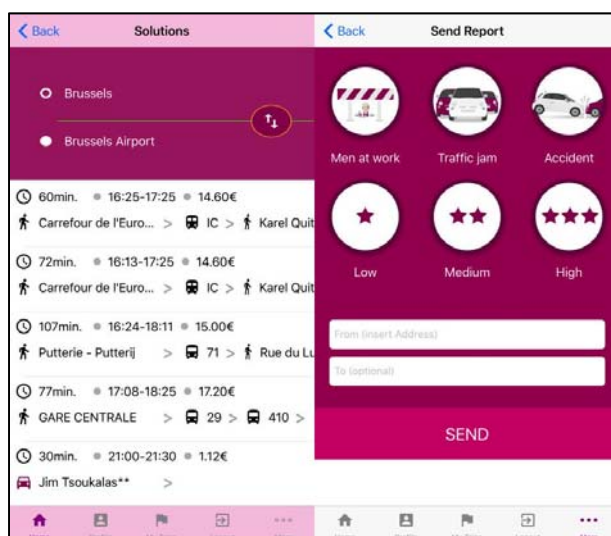 Back Solutions
Brussels
Brussels Airport
60min. 16:25-17:25 14.60€
Carrefour de l'Euro... > IC > Karel Quit
72min. 16:13-17:25 14.60€
Carrefour de l'Euro... > IC > Karel Quit
107min. 16:24-18:11 15.00€
Putterie - Putterij > 71 > Rue du Lu
77min. 17:08-18:25 17.20€
GARE CENTRALE > 29 > 410 >
30min. 21:00-21:30 1.12€
Jim Tsoukalas** >
Back Send Report
Men at work Traffic jam Accident
Low Medium High
From (insert Address)
To (optional)
SEND